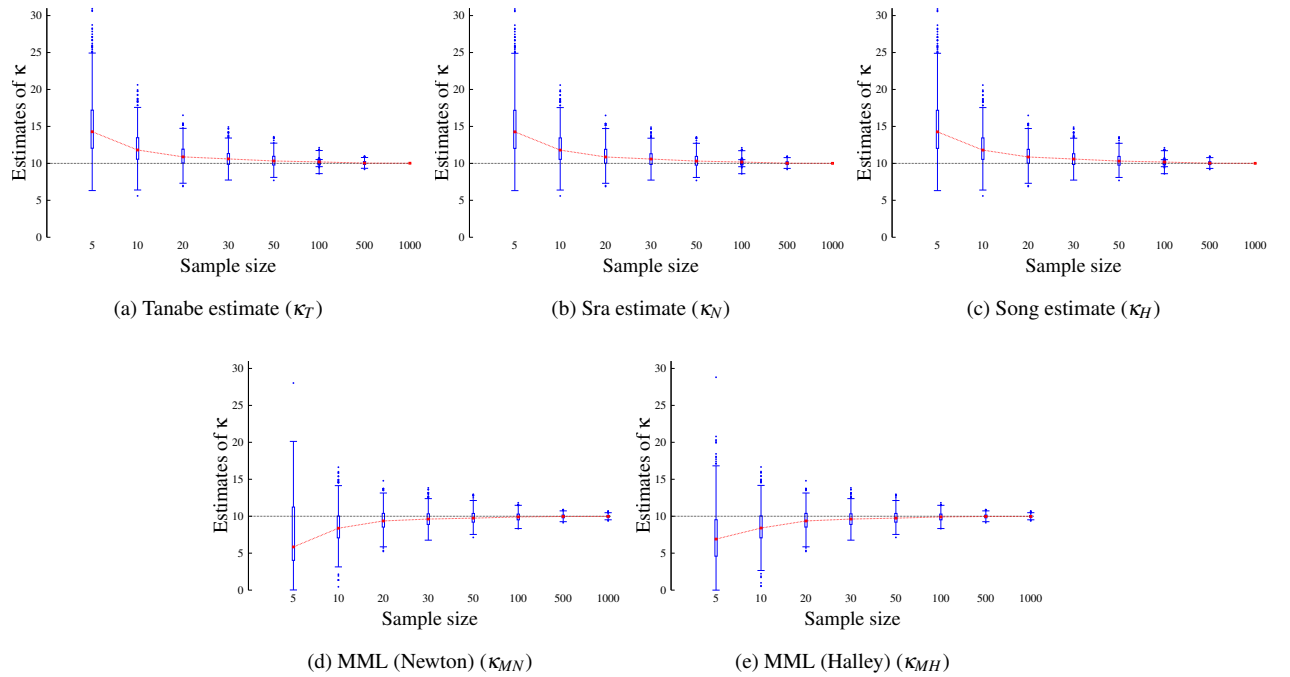 30
25
20
15
10
5
0
Estimates of κ
5 10 20 30 50 100 500 1000
Sample size
(a) Tanabe estimate (κT)
30
25
20
15
10
5
0
Estimates of κ
5 10 20 30 50 100 500 1000
Sample size
(b) Sra estimate (κN)
30
25
20
15
10
5
0
Estimates of κ
5 10 20 30 50 100 500 1000
Sample size
(c) Song estimate (κH)
30
25
20
15
10
5
0
Estimates of κ
5 10 20 30 50 100 500 1000
Sample size
(d) MML (Newton) (κMN)
30
25
20
15
10
5
0
Estimates of κ
5 10 20 30 50 100 500 1000
Sample size
(e) MML (Halley) (κMH)